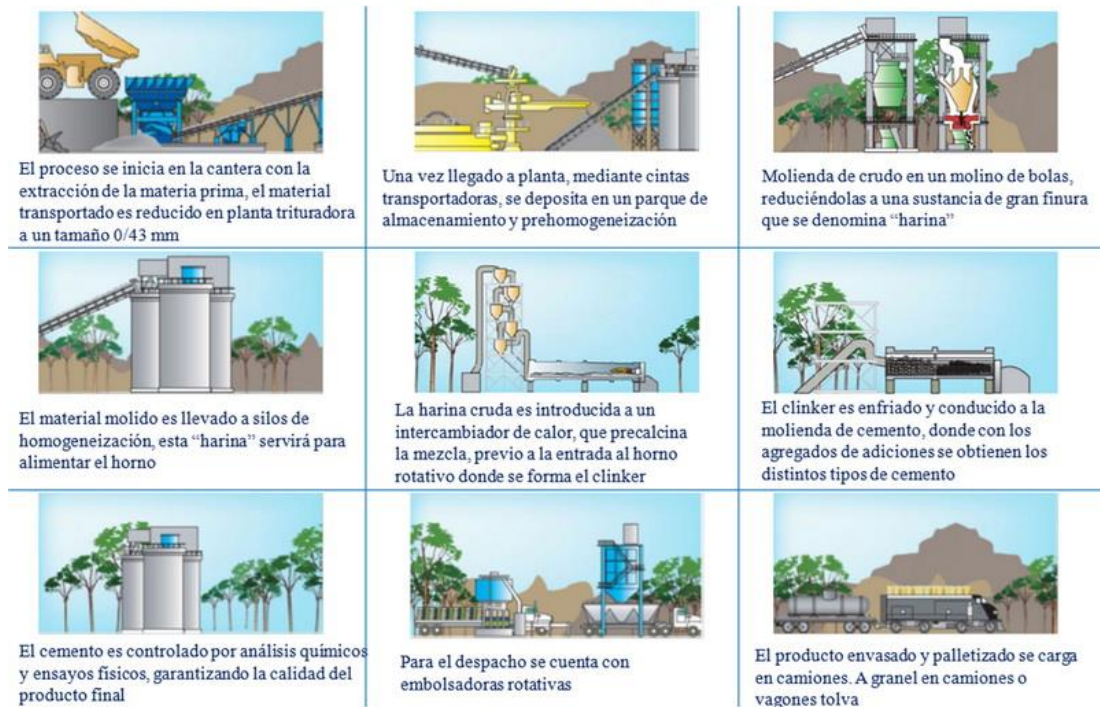 El proceso se inicia en la cantera con la
extracción de la materia prima, el material
transportado es reducido en planta trituradora
a un tamaño 0/43 mm
Una vez llegado a planta, mediante cintas
transportadoras, se deposita en un parque de
almacenamiento y prehomogeneización
Molienda de crudo en un molino de bolas,
reduciéndolas a una sustancia de gran finura
que se denomina “harina”
El material molido es llevado a silos de
homogeneización, esta “harina” servirá para
alimentar el horno
La harina cruda es introducida a un
intercambiador de calor, que precalcina
la mezcla, previo a la entrada al horno
rotativo donde se forma el clinker
El clinker es enfriado y conducido a la
molienda de cemento, donde con los
agregados de adiciones se obtienen los
distintos tipos de cemento
El cemento es controlado por análisis químicos
y ensayos físicos, garantizando la calidad del
producto final
Para el despacho se cuenta con
embolsadoras rotativas
El producto envasado y palletizado se carga
en camiones. A granel en camiones o
vagones tolva